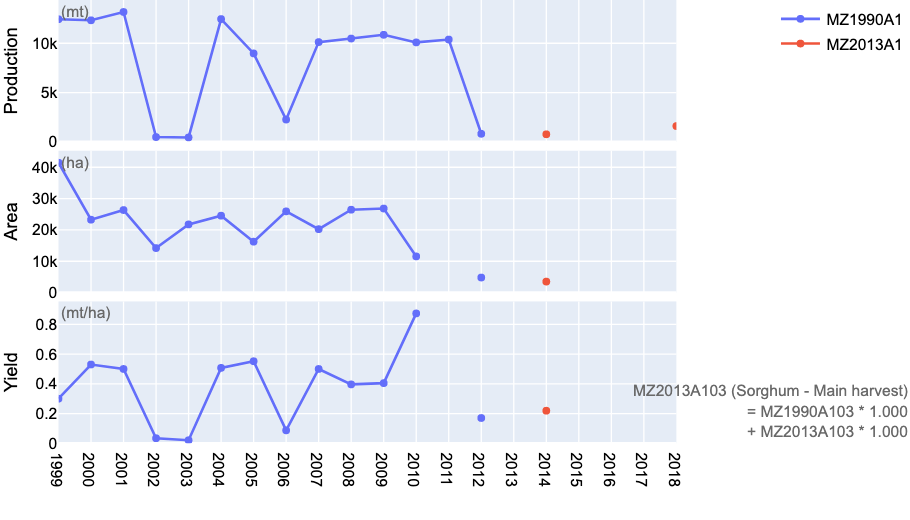 (mt)
Production
10k
5k
0
MZ1990A1
MZ2013A1
(ha)
Area
40k
30k
20k
10k
0
(mt/ha)
Yield
0.8
0.6
0.4
0.2
0
MZ2013A103 (Sorghum - Main harvest)
= MZ1990A103 * 1.000
+ MZ2013A103 * 1.000
1999
2000
2001
2002
2003
2004
2005
2006
2007
2008
2009
2010
2011
2012
2013
2014
2015
2016
2017
2018